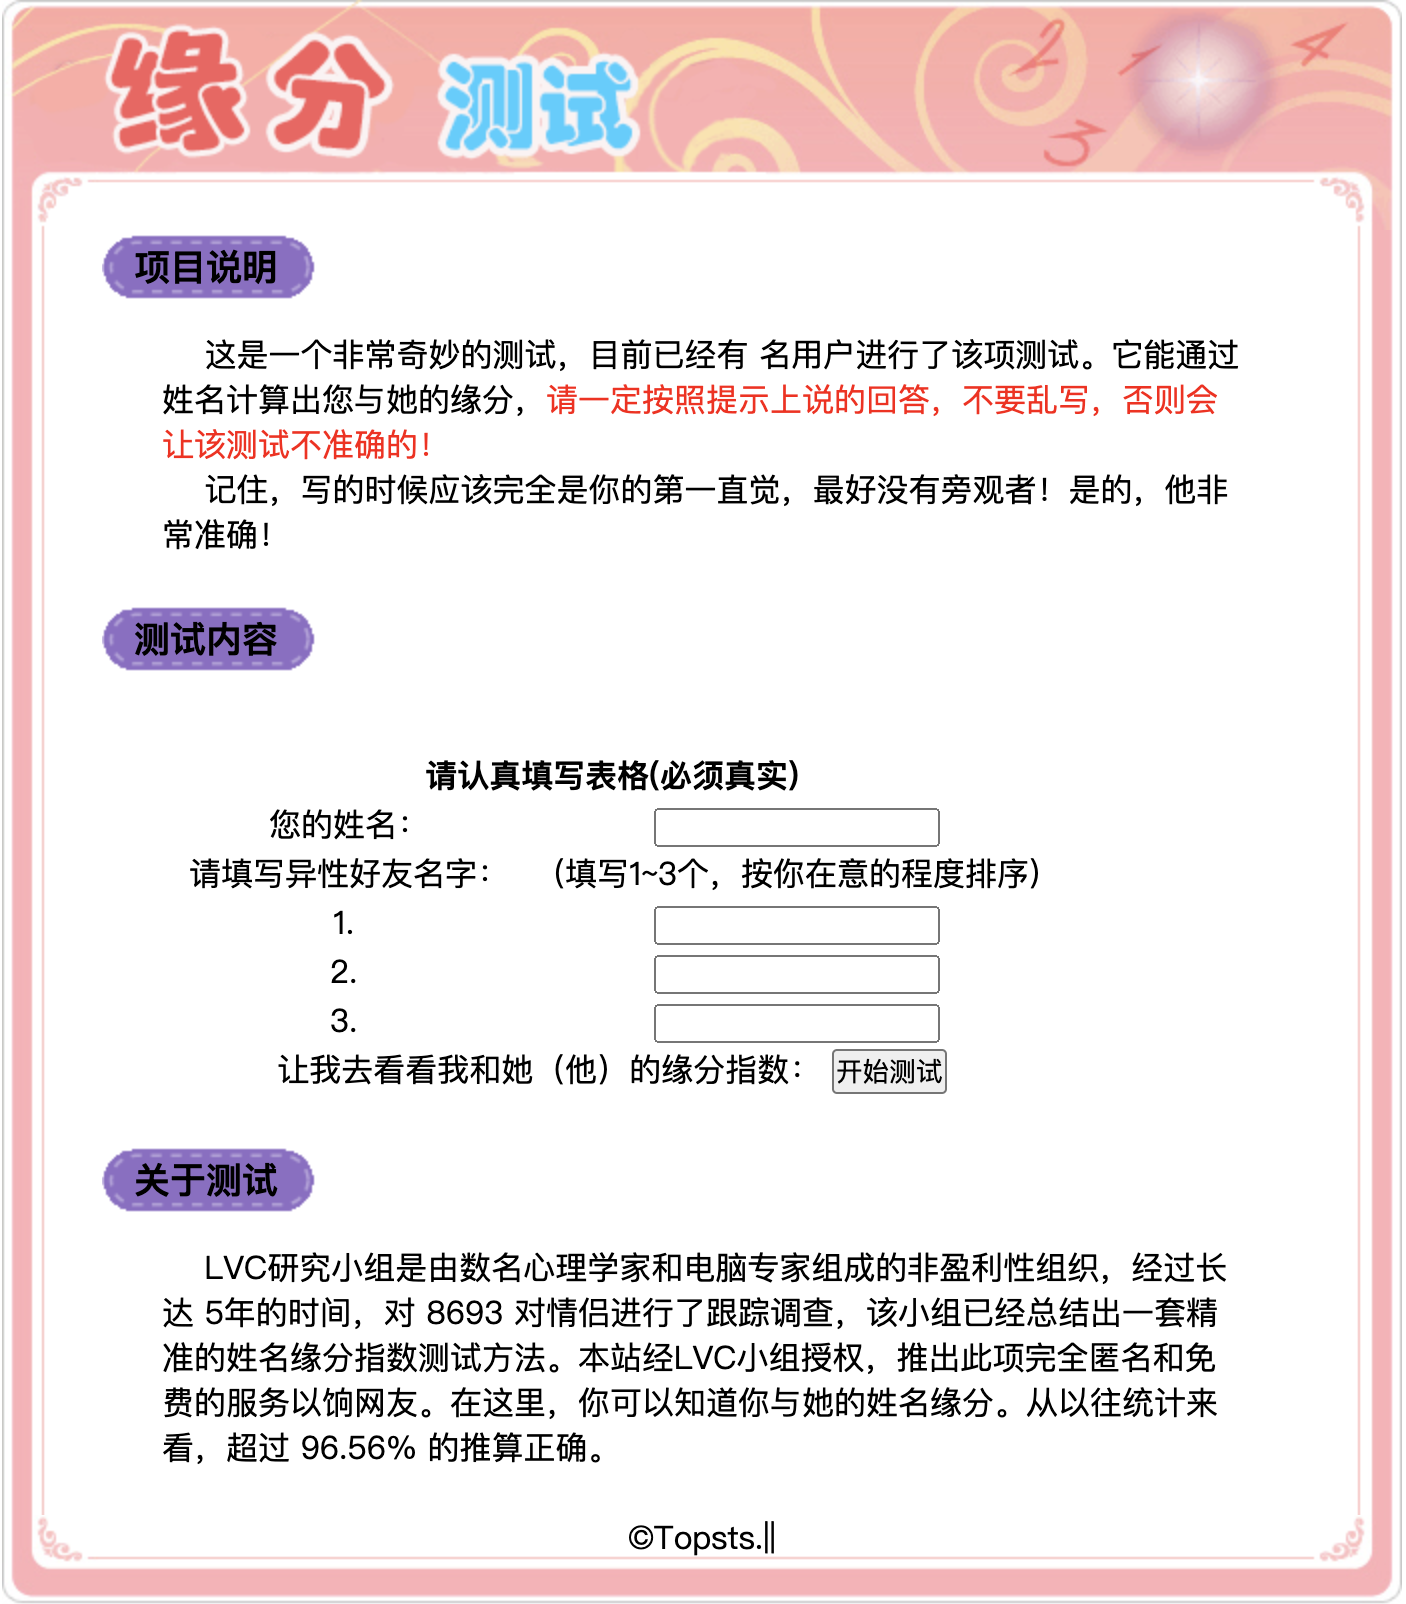 缘分 测试
2 1 4
3
项目说明
这是一个非常奇妙的测试，目前已经有 名用户进行了该项测试。它能通过
姓名计算出您与她的缘分，请一定按照提示上说的回答，不要乱写，否则会
让该测试不准确的！
记住，写的时候应该完全是你的第一直觉，最好没有旁观者！是的，他非
常准确！
测试内容
请认真填写表格(必须真实)
您的姓名：
请填写异性好友名字： （填写1~3个，按你在意的程度排序）
1.
2.
3.
让我去看看我和她（他）的缘分指数： 开始测试
关于测试
LVC研究小组是由数名心理学家和电脑专家组成的非盈利性组织，经过长
达 5年的时间，对 8693 对情侣进行了跟踪调查，该小组已经总结出一套精
准的姓名缘分指数测试方法。本站经LVC小组授权，推出此项完全匿名和免
费的服务以饷网友。在这里，你可以知道你与她的姓名缘分。从以往统计来
看，超过 96.56% 的推算正确。
©Topsts.||